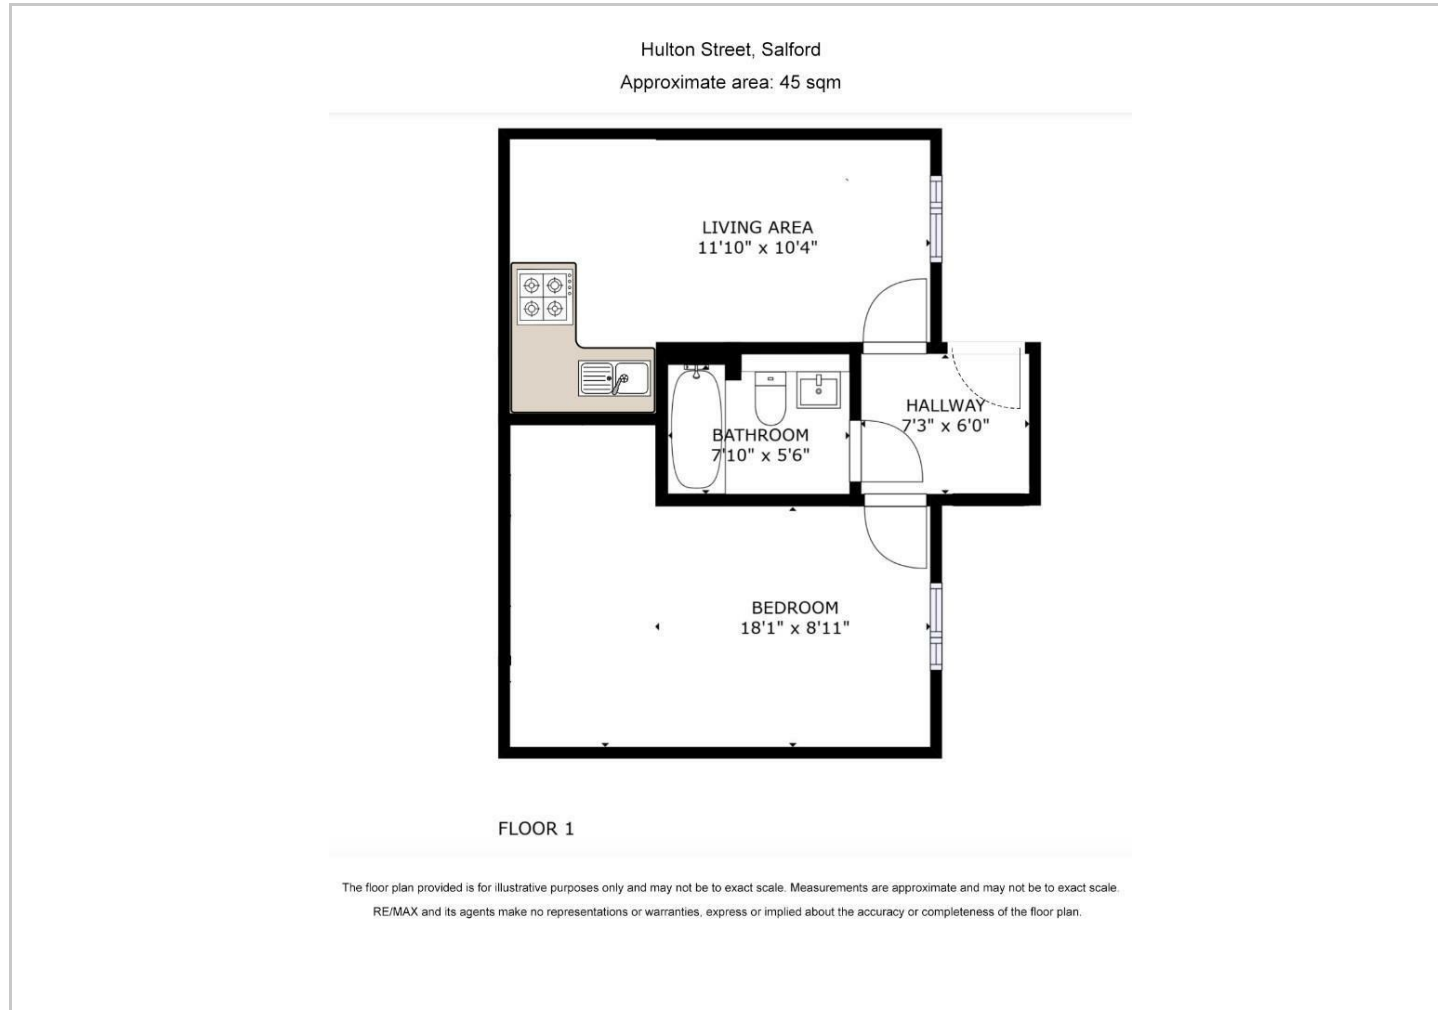 Hulton Street, Salford
Approximate area: 45 sqm
LIVING AREA
11'10" x 10'4"
HALLWAY
7'3" x 6'0"
BATHROOM
7'10" x 5'6"
BEDROOM
18'1" x 8'11"
FLOOR 1
The floor plan provided is for illustrative purposes only and may not be to exact scale. Measurements are approximate and may not be to exact scale.
RE/MAX and its agents make no representations or warranties, express or implied about the accuracy or completeness of the floor plan.